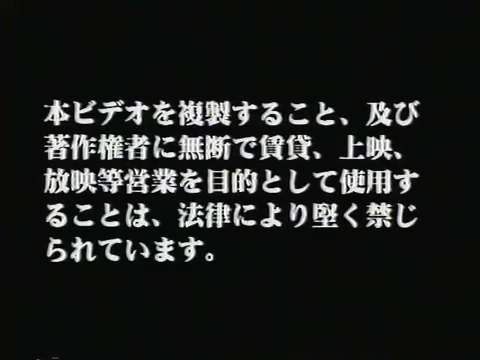 本ビデオを複製すること、及び
著作権者に無断で賃貸、上映、
放映等営業を目的として使用す
ることは、法律により堅く禁じ
られています。